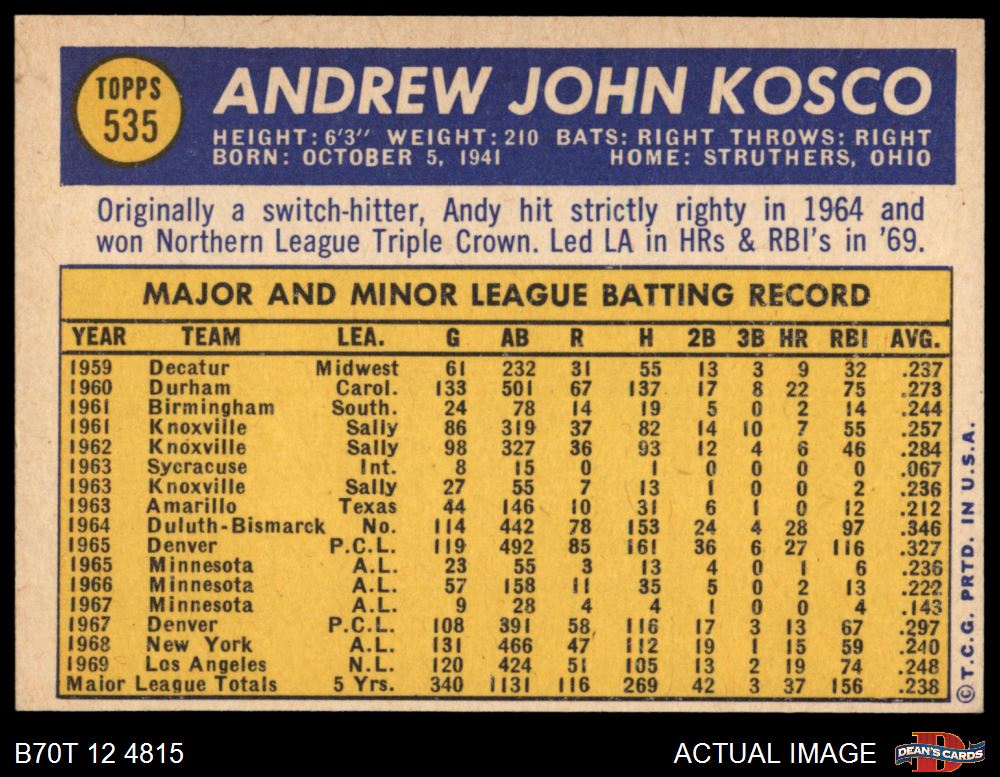 TOPPS
535
ANDREW JOHN KOSCO
HEIGHT: 6'3" WEIGHT: 210 BATS: RIGHT THROWS: RIGHT
BORN: OCTOBER 5, 1941 HOME: STRUTHERS, OHIO
Originally a switch-hitter, Andy hit strictly righty in 1964 and
won Northern League Triple Crown. Led LA in HRs & RBI's in '69.
MAJOR AND MINOR LEAGUE BATTING RECORD
YEAR TEAM LEA. G AB R H 2B 3B HR RBI AVG.
1959 Decatur Midwest 61 232 31 55 13 3 9 32 .237
1960 Durham Carol. 133 501 67 137 17 8 22 75 .273
1961 Birmingham South. 24 78 14 19 5 0 2 14 .244
1961 Knoxville Sally 86 319 37 82 14 10 7 55 .257
1962 Knoxville Sally 98 327 36 93 12 4 6 46 .284
1963 Sycracuse Int. 8 15 0 1 0 0 0 0 .067
1963 Knoxville Sally 27 55 7 13 1 0 0 2 .236
1963 Amarillo Texas 44 146 10 31 6 1 0 12 .212
1964 Duluth-Bismarck No. 114 442 78 153 24 4 28 97 .346
1965 Denver P.C.L. 119 492 85 161 36 6 27 116 .327
1965 Minnesota A.L. 23 55 3 13 4 0 1 6 .236
1966 Minnesota A.L. 57 158 11 35 5 0 2 13 .222
1967 Minnesota A.L. 9 28 4 4 1 0 0 4 .143
1967 Denver P.C.L. 108 391 58 116 17 3 13 67 .297
1968 New York A.L. 131 466 47 112 19 1 15 59 .240
1969 Los Angeles N.L. 120 424 51 105 13 2 19 74 .248
Major League Totals 5 Yrs. 340 1131 116 269 42 3 37 156 .238
© T.C.G. PRTD. IN U.S.A.
B70T 12 4815 ACTUAL IMAGE
DEAN'S CARDS